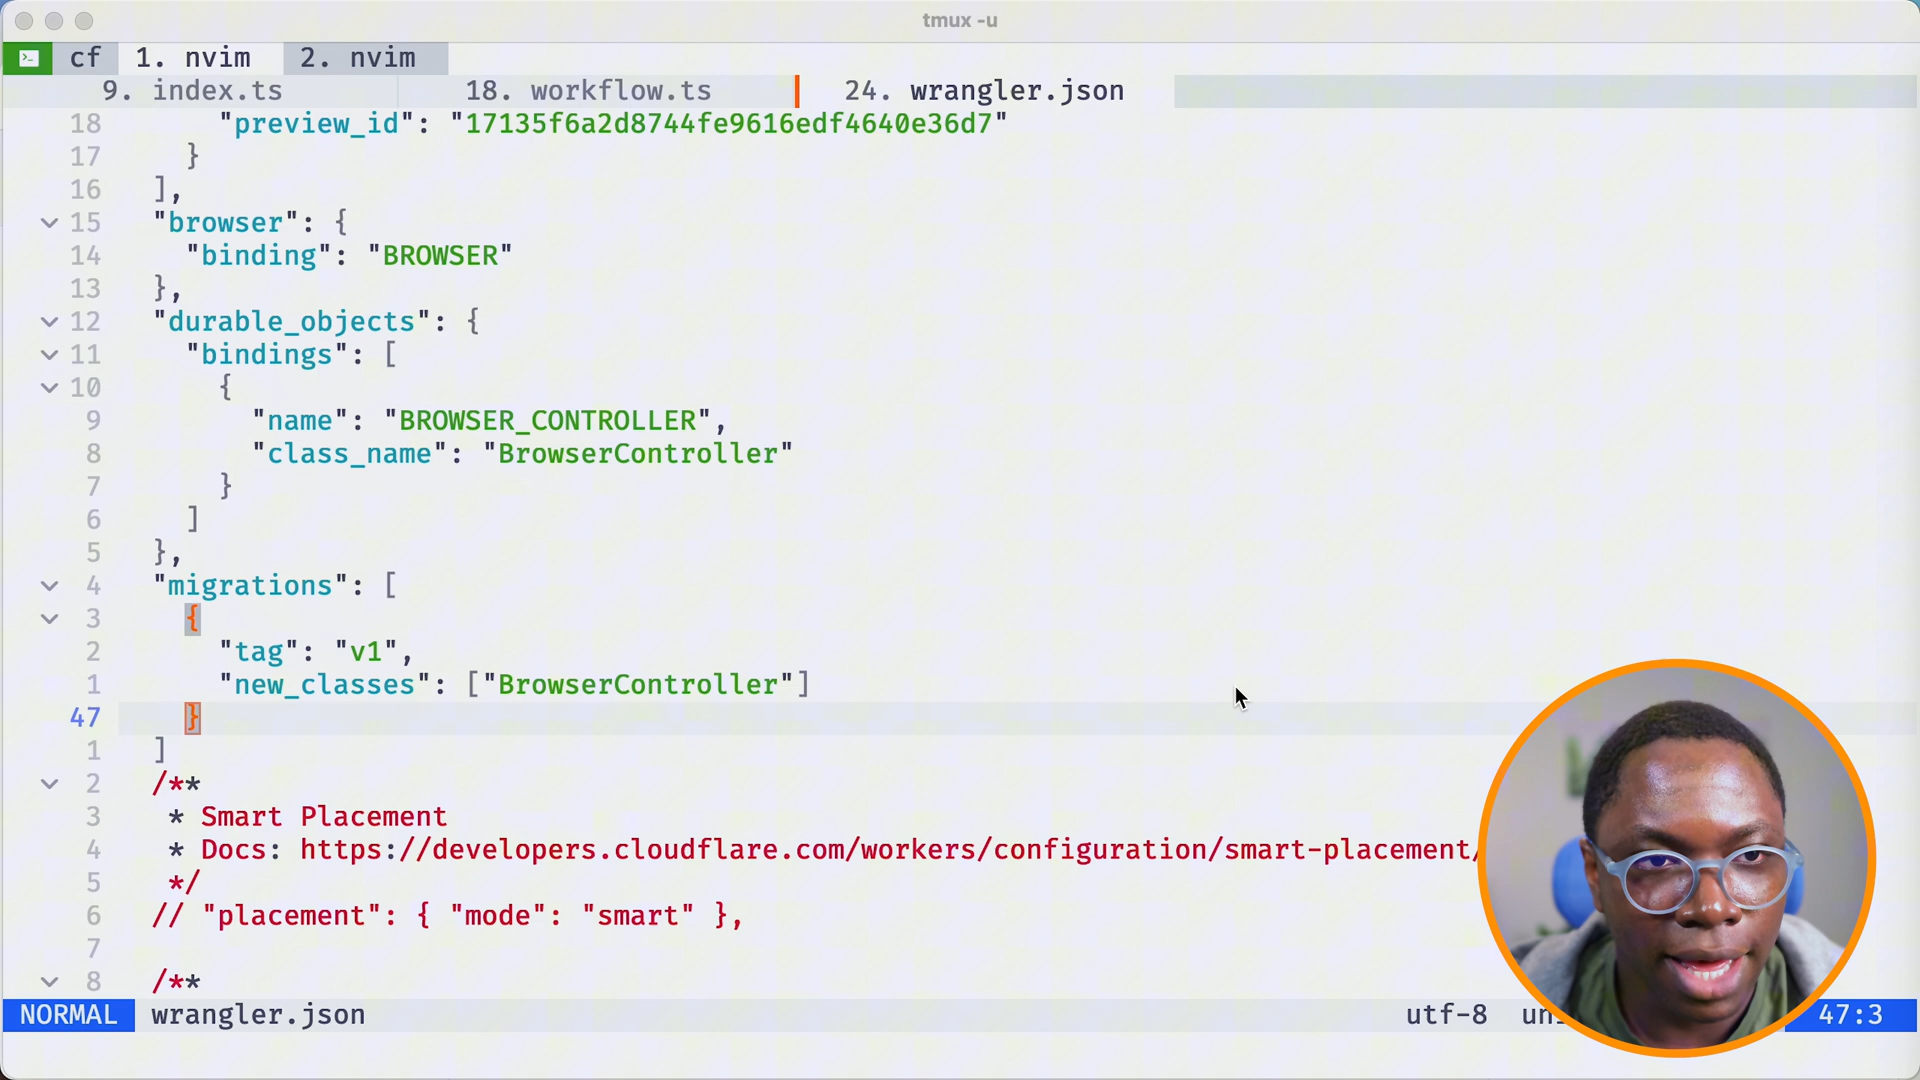 tmux -u
cf 1. nvim 2. nvim
9. index.ts 18. workflow.ts 24. wrangler.json
18 "preview_id": "17135f6a2d8744fe9616edf4640e36d7"
17 }
16 ],
15 "browser": {
14 "binding": "BROWSER"
13 },
12 "durable_objects": {
11 "bindings": [
10 {
9 "name": "BROWSER_CONTROLLER",
8 "class_name": "BrowserController"
7 }
6 ]
5 },
4 "migrations": [
3 {
2 "tag": "v1",
1 "new_classes": ["BrowserController"]
47 }
1 ]
2 /**
3 * Smart Placement
4 * Docs: https://developers.cloudflare.com/workers/configuration/smart-placement/
5 */
6 // "placement": { "mode": "smart" },
7
8 /**
NORMAL wrangler.json utf-8 47:3